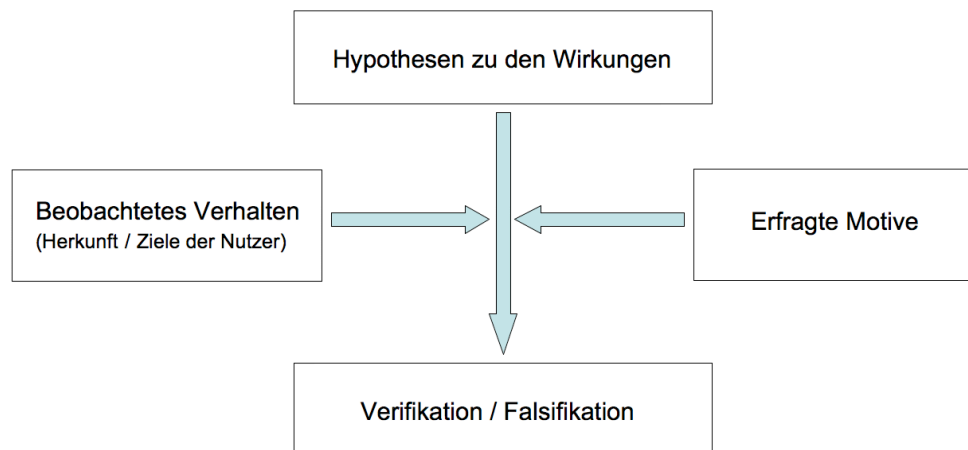 Hypothesen zu den Wirkungen
Beobachtetes Verhalten
(Herkunft / Ziele der Nutzer)
Erfragte Motive
Verifikation / Falsifikation